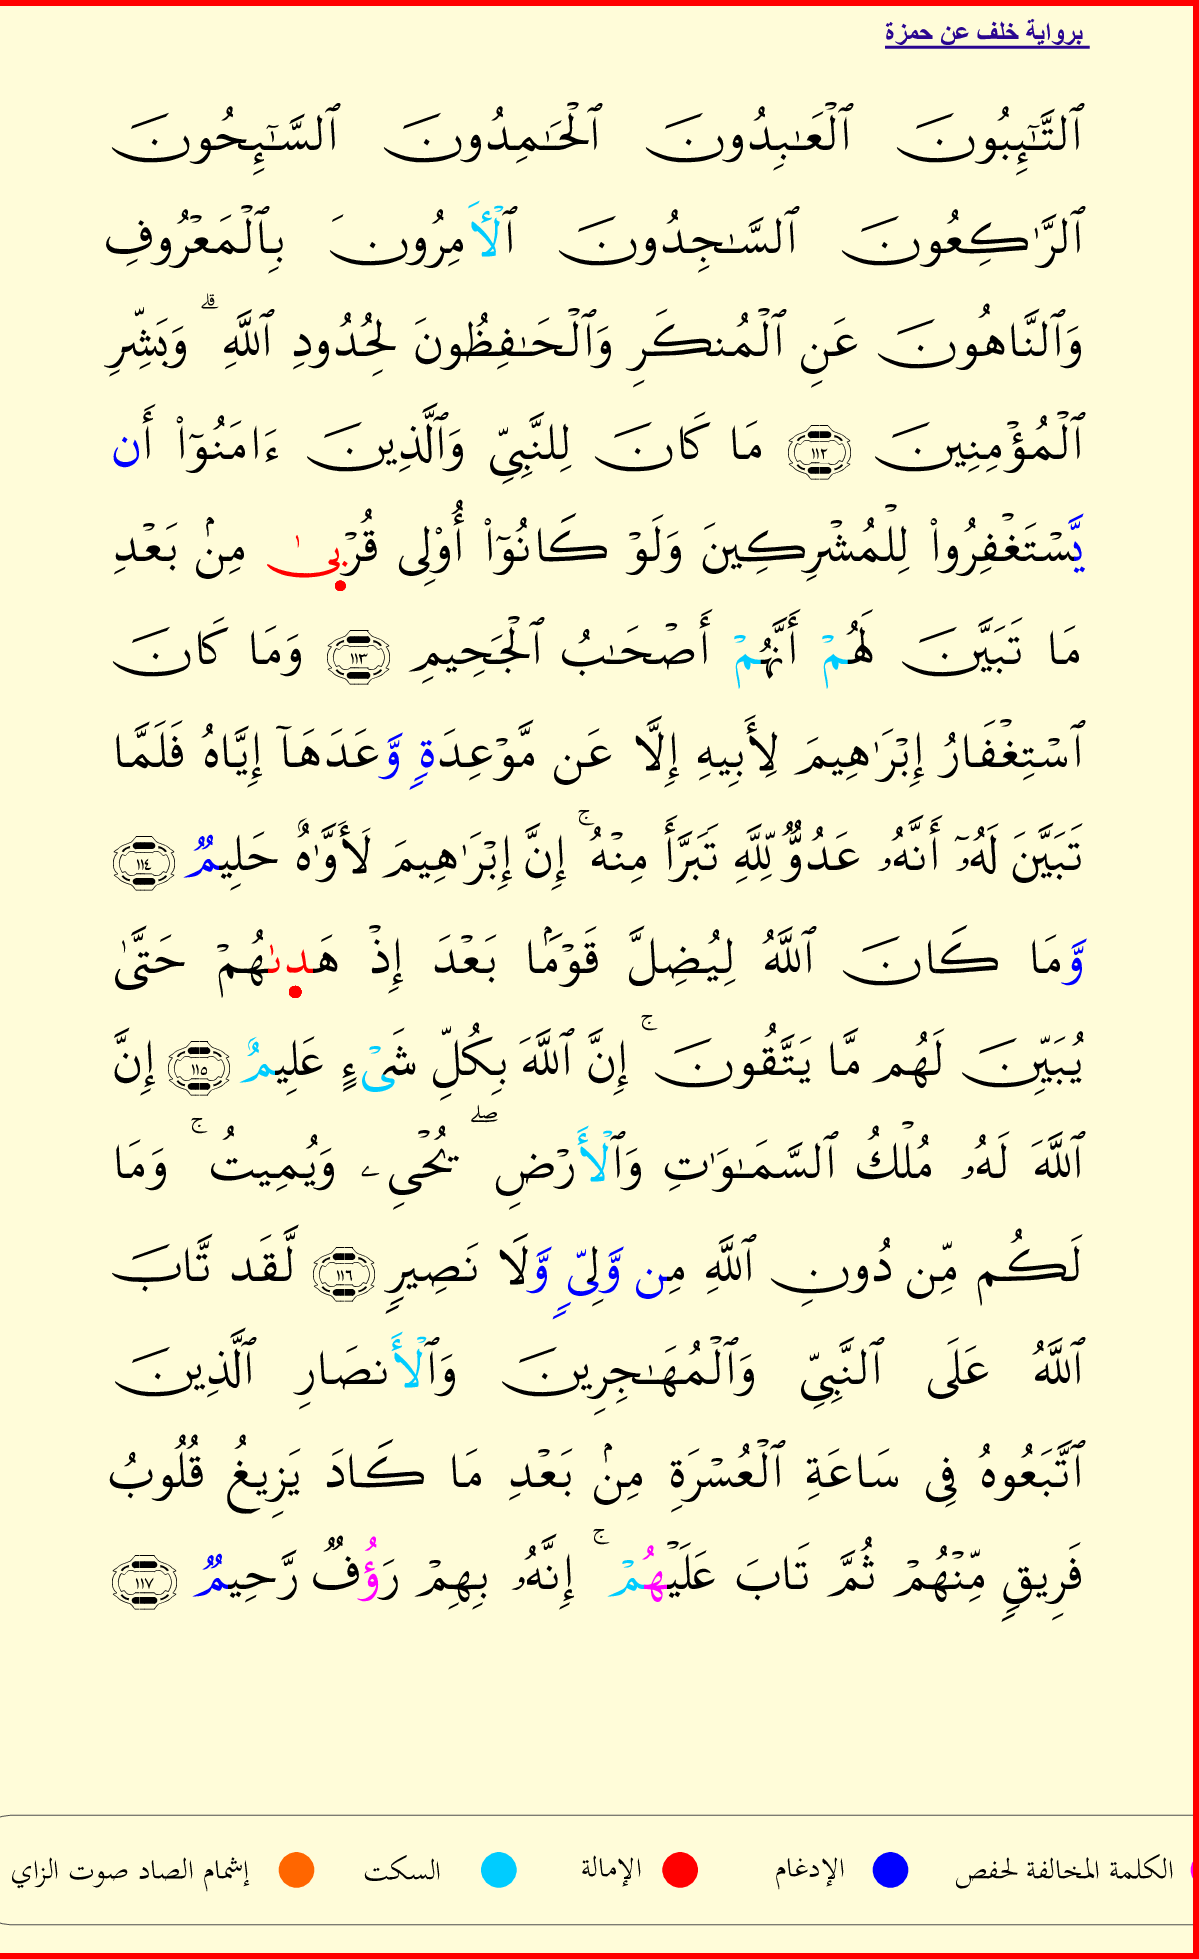 برواية خلف عن حمزة
ٱلتَّٰٓئِبُونَ ٱلْعَٰبِدُونَ ٱلْحَٰمِدُونَ ٱلسَّٰٓئِحُونَ
ٱلرَّٰكِعُونَ ٱلسَّٰجِدُونَ ٱلْأَمِرُونَ بِٱلْمَعْرُوفِ
وَٱلنَّاهُونَ عَنِ ٱلْمُنكَرِ وَٱلْحَٰفِظُونَ لِحُدُودِ ٱللَّهِ ۗ وَبَشِّرِ
ٱلْمُؤْمِنِينَ ١١٢ مَا كَانَ لِلنَّبِيِّ وَٱلَّذِينَ ءَامَنُوٓا۟ أَن
يَّسْتَغْفِرُوا۟ لِلْمُشْرِكِينَ وَلَوْ كَانُوٓا۟ أُو۟لِى قُرْبىٰ مِنۢ بَعْدِ
مَا تَبَيَّنَ لَهُمْ أَنَّهُمْ أَصْحَٰبُ ٱلْجَحِيمِ ١١٣ وَمَا كَانَ
ٱسْتِغْفَارُ إِبْرَٰهِيمَ لِأَبِيهِ إِلَّا عَن مَّوْعِدَةٍ وَّعَدَهَآ إِيَّاهُ فَلَمَّا
تَبَيَّنَ لَهُۥٓ أَنَّهُۥ عَدُوٌّ لِّلَّهِ تَبَرَّأَ مِنْهُ ۚ إِنَّ إِبْرَٰهِيمَ لَأَوَّٰهٌ حَلِيمٌ ١١٤
وَّمَا كَانَ ٱللَّهُ لِيُضِلَّ قَوْمًۢا بَعْدَ إِذْ هَدىٰهُمْ حَتَّىٰ
يُبَيِّنَ لَهُم مَّا يَتَّقُونَ ۚ إِنَّ ٱللَّهَ بِكُلِّ شَىْءٍ عَلِيمٌ ١١٥ إِنَّ
ٱللَّهَ لَهُۥ مُلْكُ ٱلسَّمَٰوَٰتِ وَٱلْأَرْضِ ۖ يُحْىِۦ وَيُمِيتُ ۚ وَمَا
لَكُم مِّن دُونِ ٱللَّهِ مِن وَّلِىٍّ وَّلَا نَصِيرٍ ١١٦ لَّقَد تَّابَ
ٱللَّهُ عَلَى ٱلنَّبِيِّ وَٱلْمُهَٰجِرِينَ وَٱلْأَنصَارِ ٱلَّذِينَ
ٱتَّبَعُوهُ فِى سَاعَةِ ٱلْعُسْرَةِ مِنۢ بَعْدِ مَا كَادَ يَزِيغُ قُلُوبُ
فَرِيقٍ مِّنْهُمْ ثُمَّ تَابَ عَلَيْهُمْ ۚ إِنَّهُۥ بِهِمْ رَؤُفٌ رَّحِيمٌ ١١٧
الكلمة المخالفة لحفص الإدغام الإمالة السكت إشمام الصاد صوت الزاي